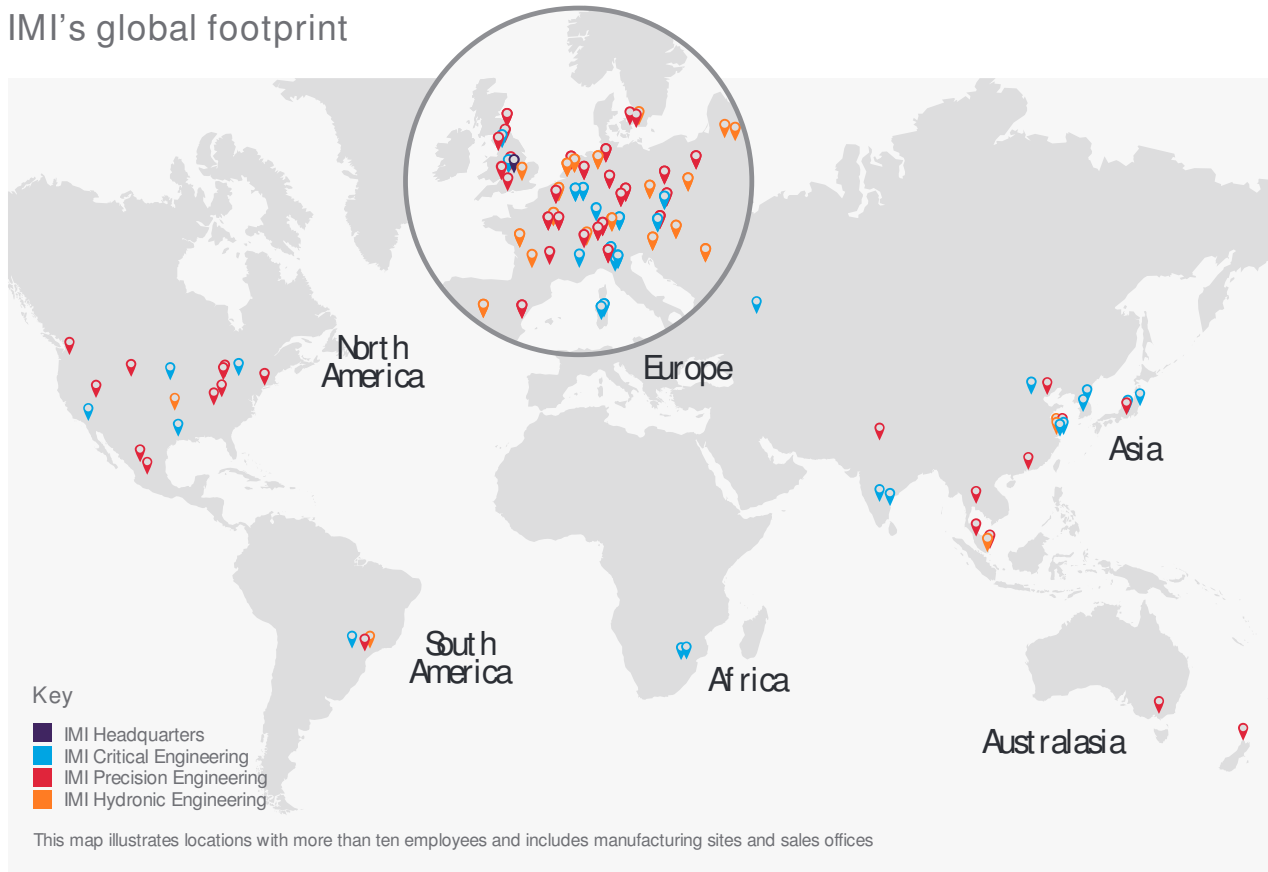 IMI's global footprint
North
America
Europe
Asia
South
America
Africa
Australasia
Key
IMI Headquarters
IMI Critical Engineering
IMI Precision Engineering
IMI Hydronic Engineering
This map illustrates locations with more than ten employees and includes manufacturing sites and sales offices